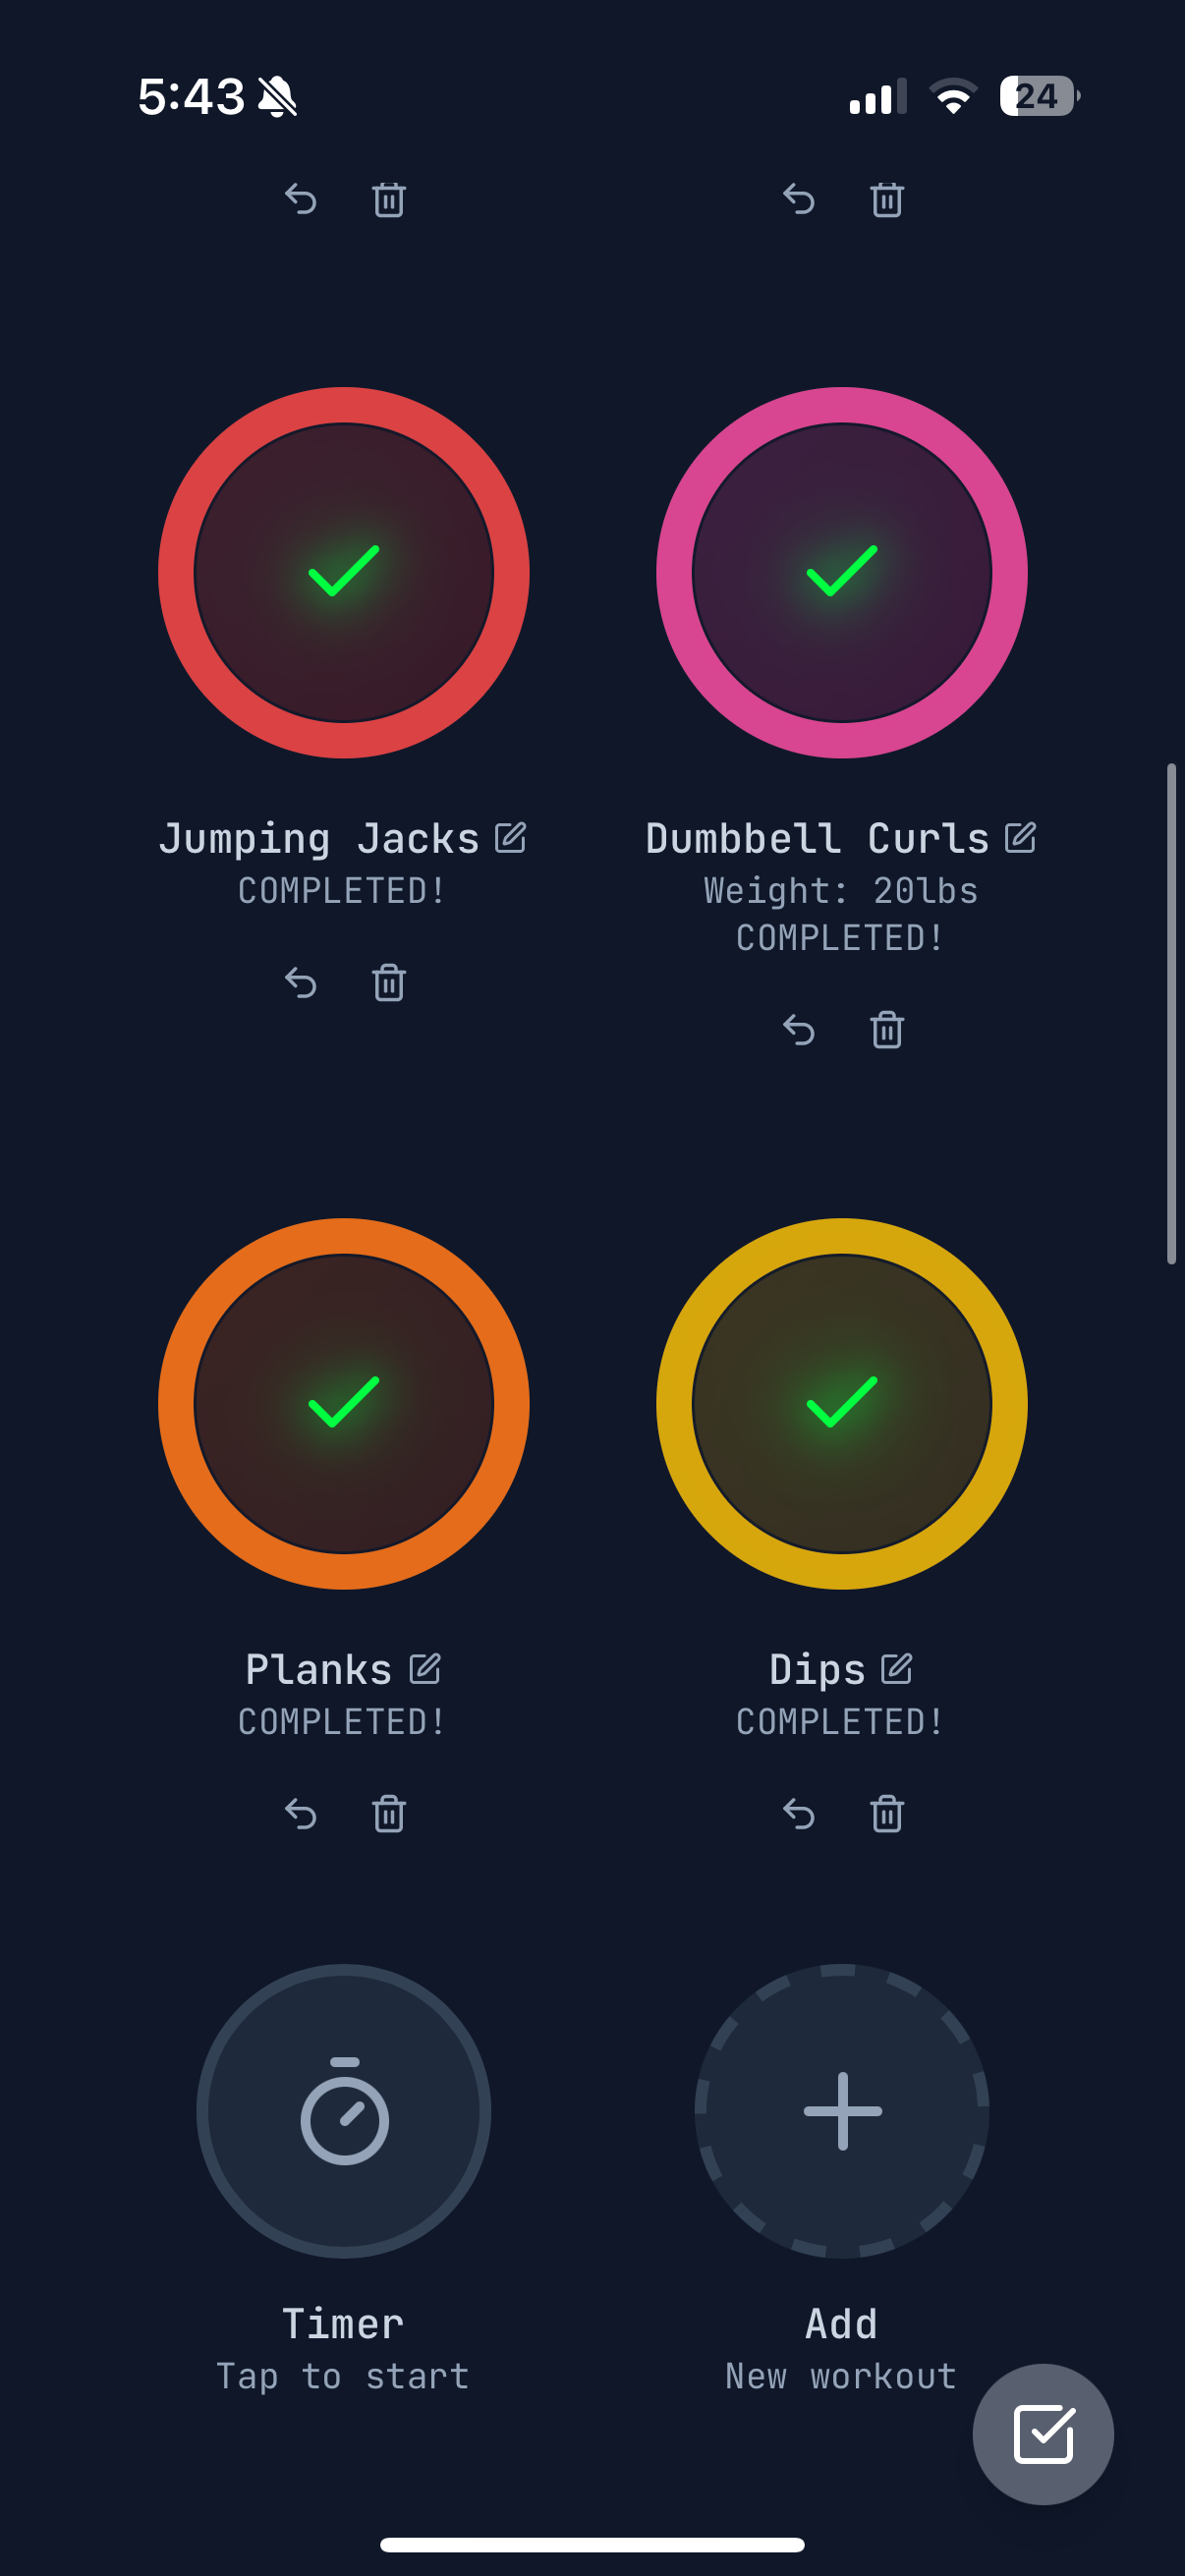 5:43
24
Jumping Jacks
COMPLETED!
Dumbbell Curls
Weight: 20lbs
COMPLETED!
Planks
COMPLETED!
Dips
COMPLETED!
Timer
Tap to start
Add
New workout